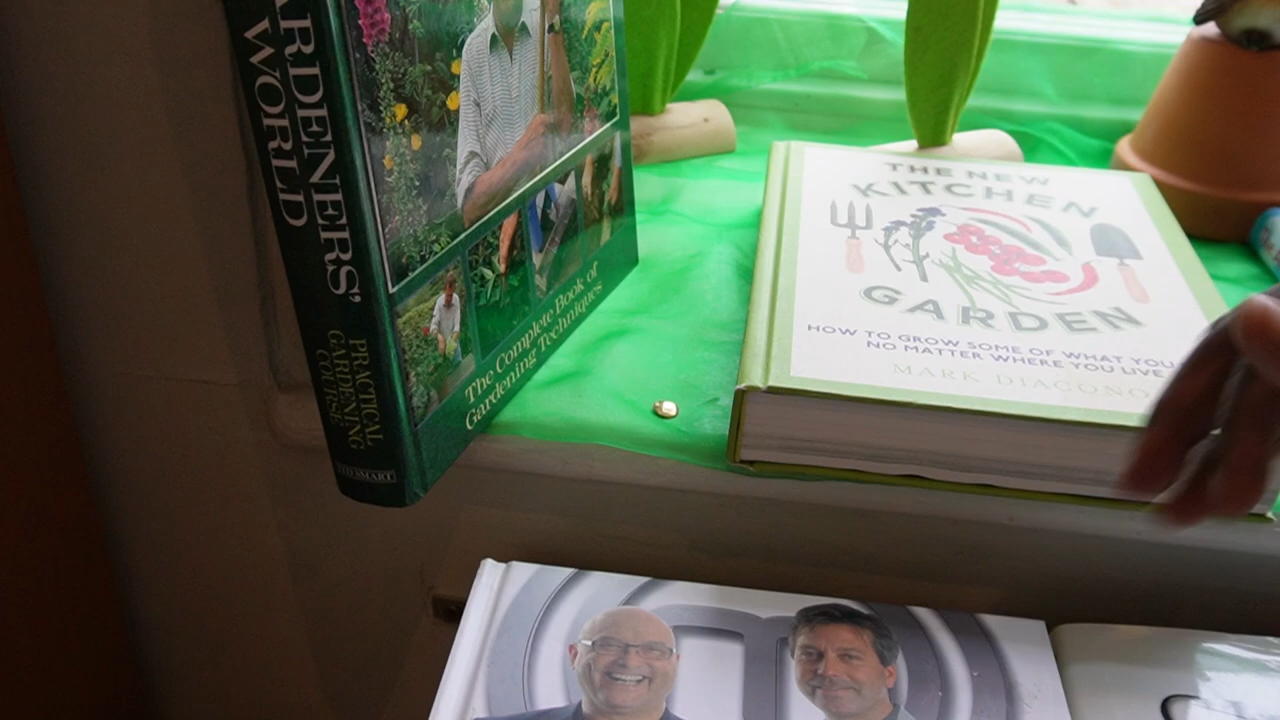 ARDENERS'
WORLD
PRACTICAL
GARDENING
COURSE
The Complete Book of
Gardening Techniques
THE NEW
KITCHEN
GARDEN
HOW TO GROW SOME OF WHAT YOU
NO MATTER WHERE YOU LIVE
MARK DIACONO